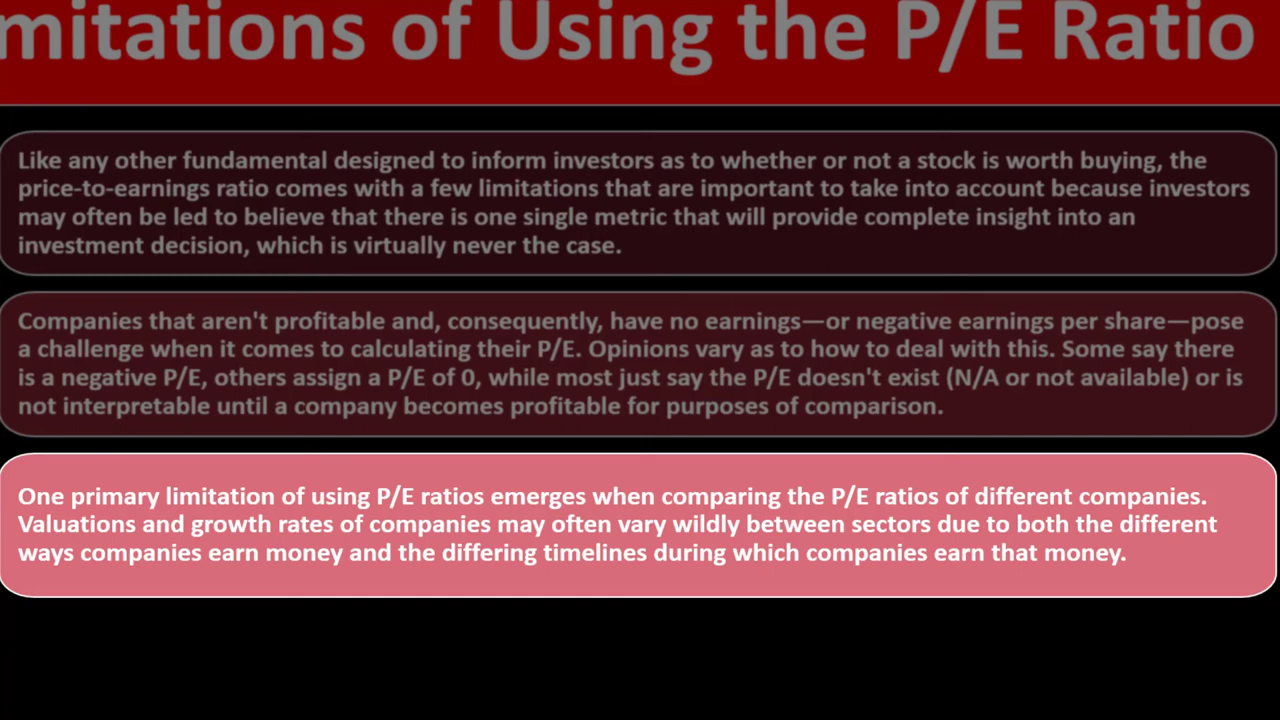 mitations of Using the P/E Ratio
Like any other fundamental designed to inform investors as to whether or not a stock is worth buying, the
price-to-earnings ratio comes with a few limitations that are important to take into account because investors
may often be led to believe that there is one single metric that will provide complete insight into an
investment decision, which is virtually never the case.
Companies that aren't profitable and, consequently, have no earnings—or negative earnings per share—pose
a challenge when it comes to calculating their P/E. Opinions vary as to how to deal with this. Some say there
is a negative P/E, others assign a P/E of 0, while most just say the P/E doesn't exist (N/A or not available) or is
not interpretable until a company becomes profitable for purposes of comparison.
One primary limitation of using P/E ratios emerges when comparing the P/E ratios of different companies.
Valuations and growth rates of companies may often vary wildly between sectors due to both the different
ways companies earn money and the differing timelines during which companies earn that money.